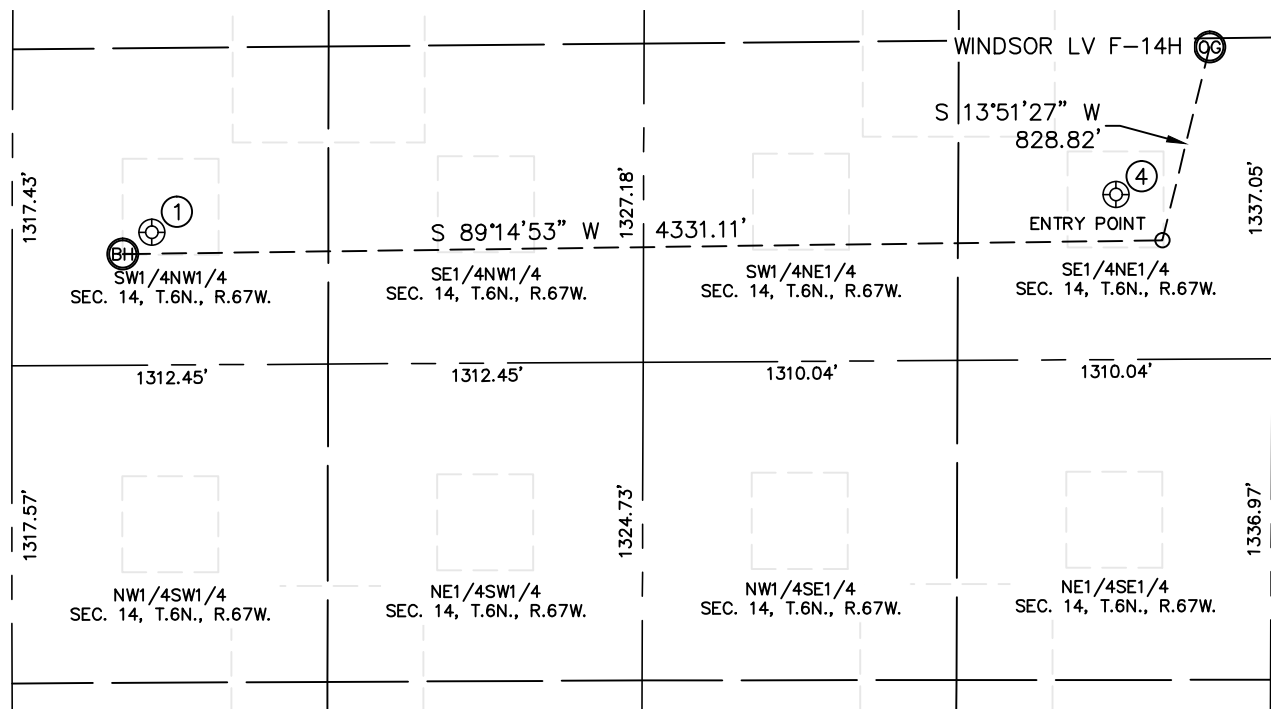 WINDSOR LV F-14H OG
S 13°51'27" W
828.82'
1317.43'
1327.18'
1337.05'
1
4
ENTRY POINT
S 89°14'53" W 4331.11'
BH
SW1/4NW1/4
SEC. 14, T.6N., R.67W.
SE1/4NW1/4
SEC. 14, T.6N., R.67W.
SW1/4NE1/4
SEC. 14, T.6N., R.67W.
SE1/4NE1/4
SEC. 14, T.6N., R.67W.
1312.45'
1312.45'
1310.04'
1310.04'
1317.57'
1324.73'
1336.97'
NW1/4SW1/4
SEC. 14, T.6N., R.67W.
NE1/4SW1/4
SEC. 14, T.6N., R.67W.
NW1/4SE1/4
SEC. 14, T.6N., R.67W.
NE1/4SE1/4
SEC. 14, T.6N., R.67W.